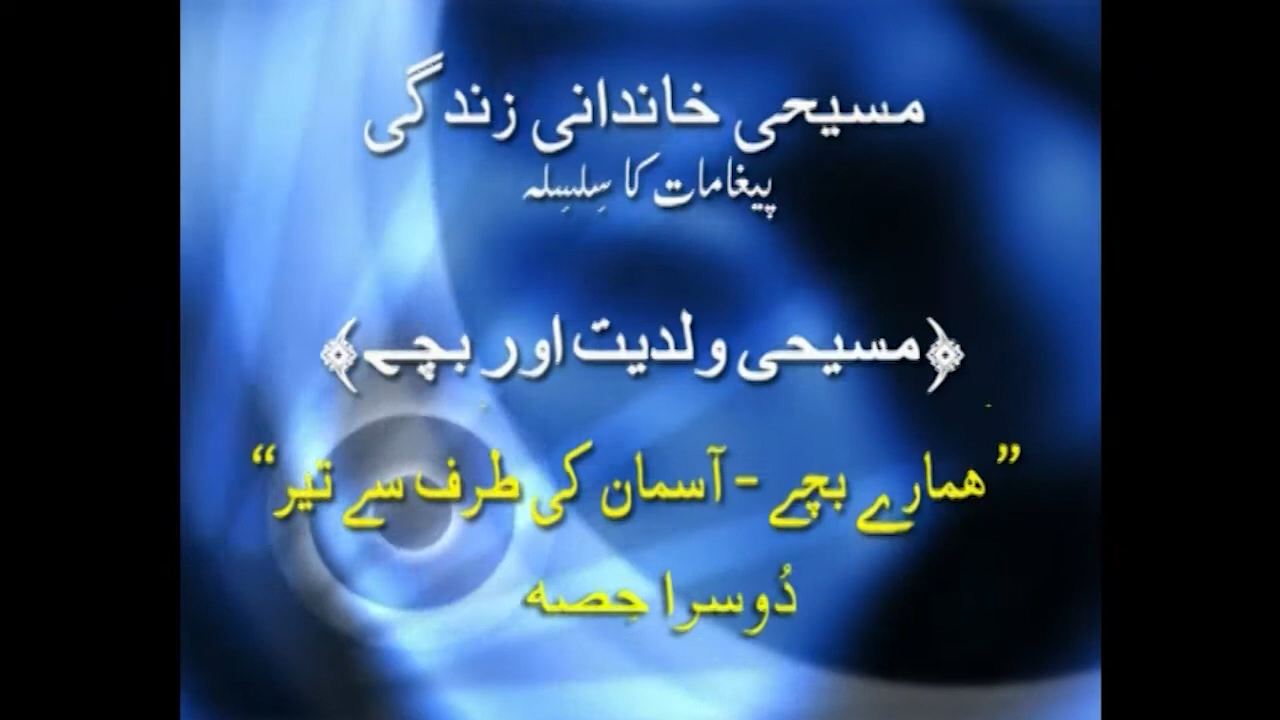 مسیحی خاندانی زندگی
پیغامات کا سِلسِلہ
﴿مسیحی ولدیت اور بچے﴾
”ھمارے بچے - آسمان کی طرف سے تیر“
دُوسرا حِصہ